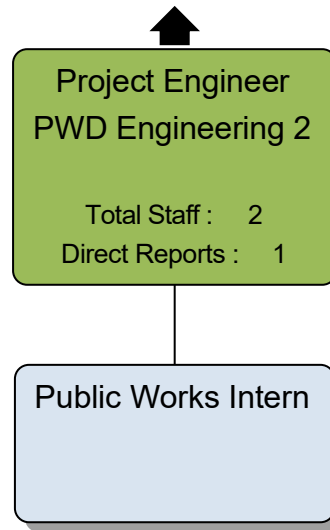 Project Engineer
PWD Engineering 2
Total Staff : 2
Direct Reports : 1
Public Works Intern